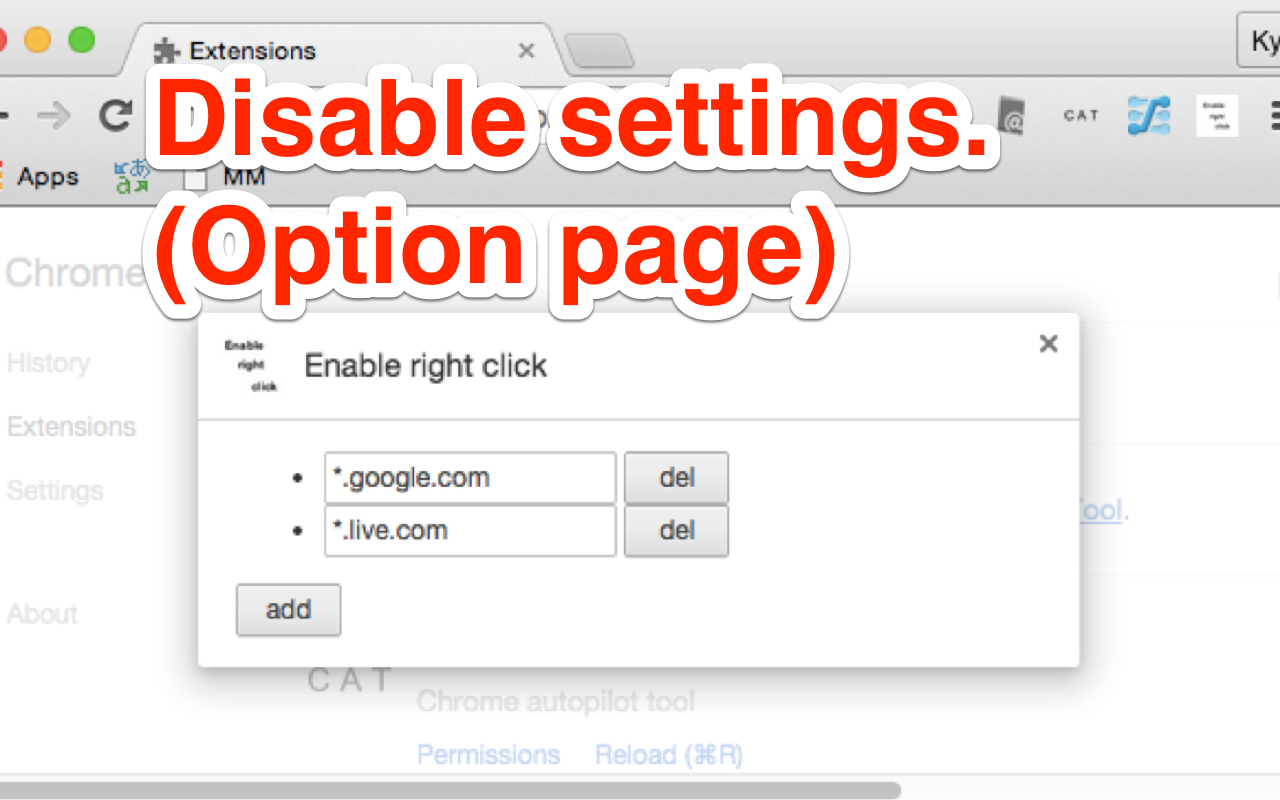 Extensions
Ky
Disable settings.
CAT
Enable
right
click
Apps
MM
(Option page)
Chrome
History
Extensions
Settings
About
Enable
right
click
Enable right click
*.google.com
del
*.live.com
del
add
Tool.
CAT
Chrome autopilot tool
Permissions
Reload (⌘R)